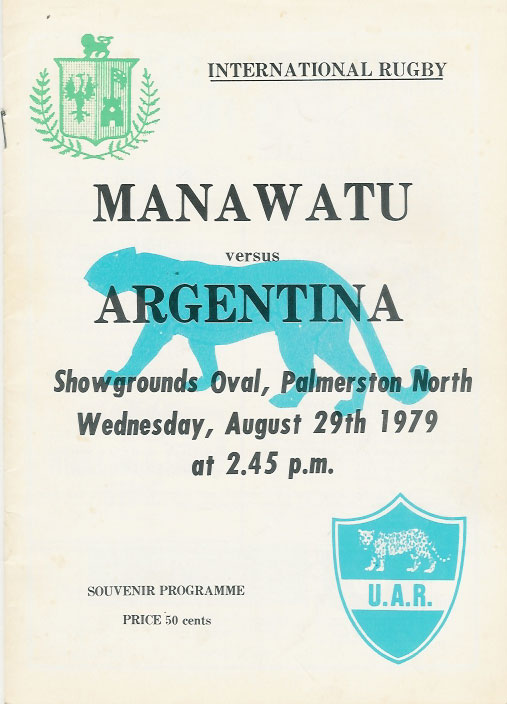 INTERNATIONAL RUGBY
MANAWATU
versus
ARGENTINA
Showgrounds Oval, Palmerston North
Wednesday, August 29th 1979
at 2.45 p.m.
U.A.R.
SOUVENIR PROGRAMME
PRICE 50 cents